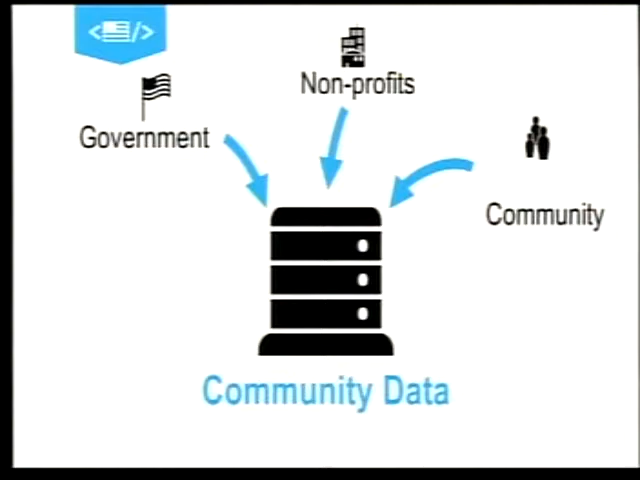 </>
Non-profits
Government
Community
Community Data